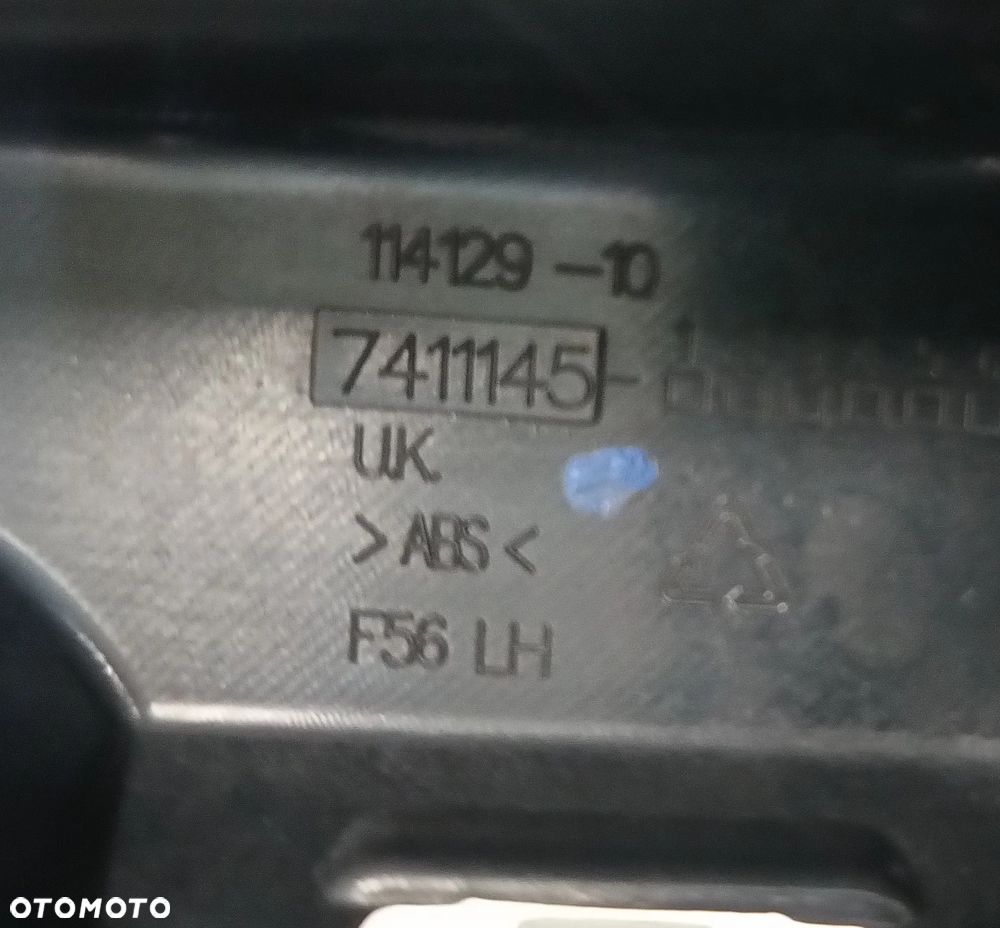 114129-10
7411145-
UK
>ABS<
F56 LH
OTOMOTO